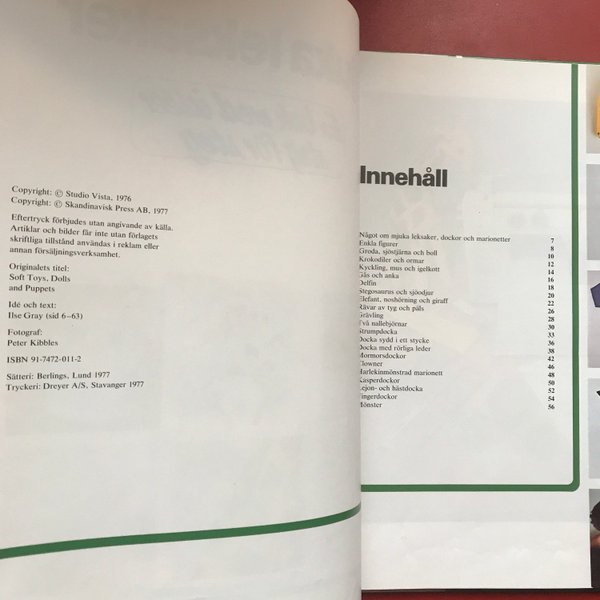 Copyright: © Studio Vista, 1976
Copyright: © Skandinavisk Press AB, 1977
Eftertryck förbjudes utan angivande av källa.
Artiklar och bilder får inte utan förlagets
skriftliga tillstånd användas i reklam eller
annan försäljningsverksamhet.
Originalets titel:
Soft Toys, Dolls
and Puppets
Idé och text:
Ilse Gray (sid 6–63)
Fotograf:
Peter Kibbles
ISBN 91-7472-011-2
Sätteri: Berlings, Lund 1977
Tryckeri: Dreyer A/S, Stavanger 1977
Innehåll
Något om mjuka leksaker, dockor och marionetter 7
Enkla figurer 8
Groda, sjöstjärna och boll 10
Krokodiler och ormar 12
Kyckling, mus och igelkott 14
Gås och anka 16
Delfin 18
Stegosaurus och sjöodjur 20
Elefant, noshörning och giraff 22
Rävar av tyg och päls 26
Grävling 28
Två nallebjörnar 30
Strumpdocka 33
Docka sydd i ett stycke 36
Docka med rörliga leder 38
Mormorsdockor 42
Clowner 46
Harlekinmönstrad marionett 48
Kasperdockor 50
Lejon- och hästdocka 52
Fingerdockor 54
Mönster 56